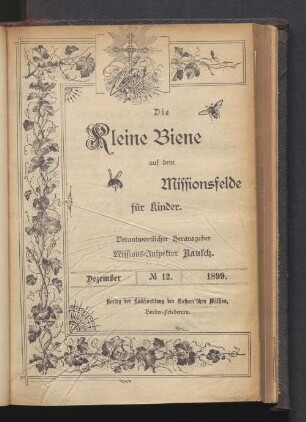 Die
Kleine Biene
auf dem
Missionsfelde
für Kinder.
Verantwortlicher Herausgeber
Missions-Inspektor Kausch.
Dezember № 12. 1899.
Verlag der Buchhandlung der Goßner'schen Mission,
Berlin-Friedenau.